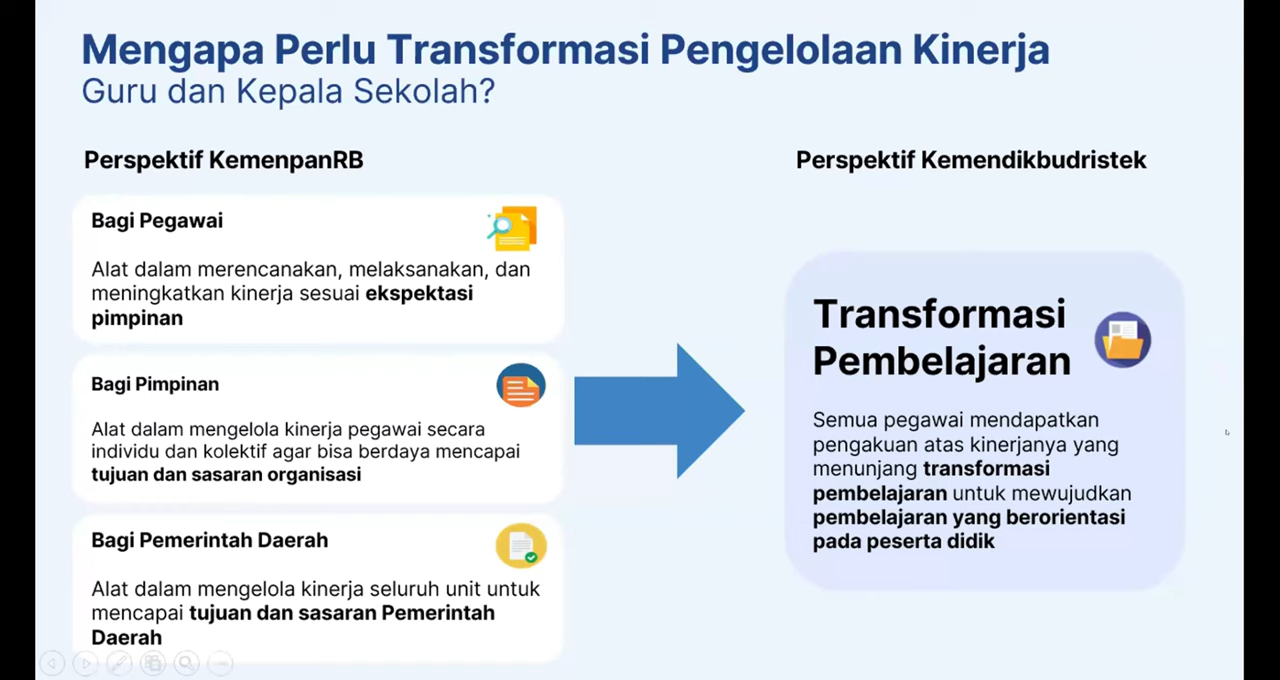 Mengapa Perlu Transformasi Pengelolaan Kinerja
Guru dan Kepala Sekolah?
Perspektif KemenpanRB
Bagi Pegawai
Alat dalam merencanakan, melaksanakan, dan
meningkatkan kinerja sesuai ekspektasi
pimpinan
Bagi Pimpinan
Alat dalam mengelola kinerja pegawai secara
individu dan kolektif agar bisa berdaya mencapai
tujuan dan sasaran organisasi
Bagi Pemerintah Daerah
Alat dalam mengelola kinerja seluruh unit untuk
mencapai tujuan dan sasaran Pemerintah
Daerah
Perspektif Kemendikbudristek
Transformasi
Pembelajaran
Semua pegawai mendapatkan
pengakuan atas kinerjanya yang
menunjang transformasi
pembelajaran untuk mewujudkan
pembelajaran yang berorientasi
pada peserta didik